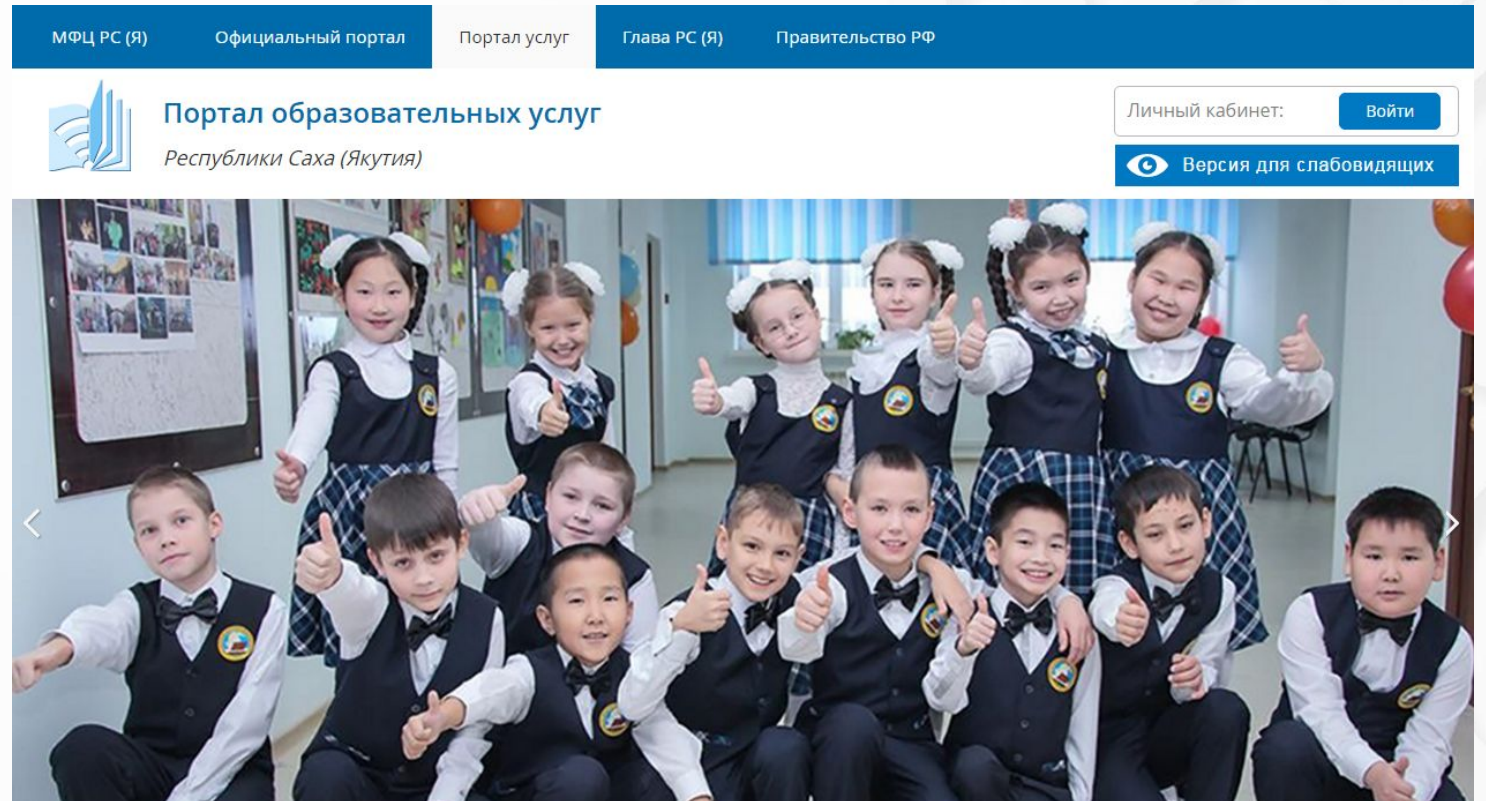 МФЦ РС (Я) Официальный портал Портал услуг Глава РС (Я) Правительство РФ
Портал образовательных услуг
Республики Саха (Якутия)
Личный кабинет: Войти
Версия для слабовидящих